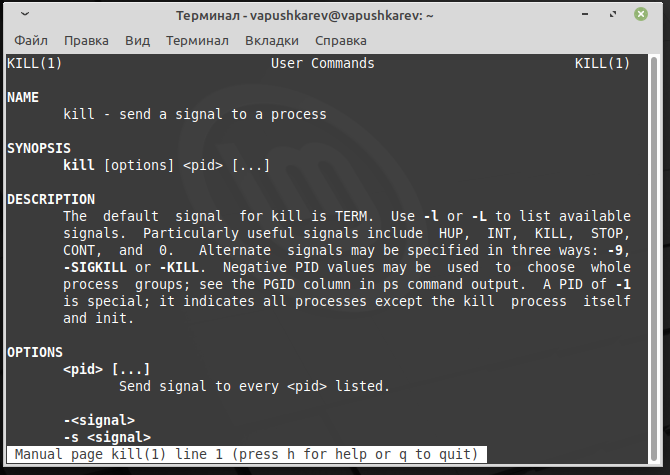 Терминал - vapushkarev@vapushkarev: ~
Файл Правка Вид Терминал Вкладки Справка
KILL(1) User Commands KILL(1)
NAME
kill - send a signal to a process
SYNOPSIS
kill [options] <pid> [...]
DESCRIPTION
The default signal for kill is TERM. Use -l or -L to list available
signals. Particularly useful signals include HUP, INT, KILL, STOP,
CONT, and 0. Alternate signals may be specified in three ways: -9,
-SIGKILL or -KILL. Negative PID values may be used to choose whole
process groups; see the PGID column in ps command output. A PID of -1
is special; it indicates all processes except the kill process itself
and init.
OPTIONS
<pid> [...]
Send signal to every <pid> listed.
-<signal>
-s <signal>
Manual page kill(1) line 1 (press h for help or q to quit)